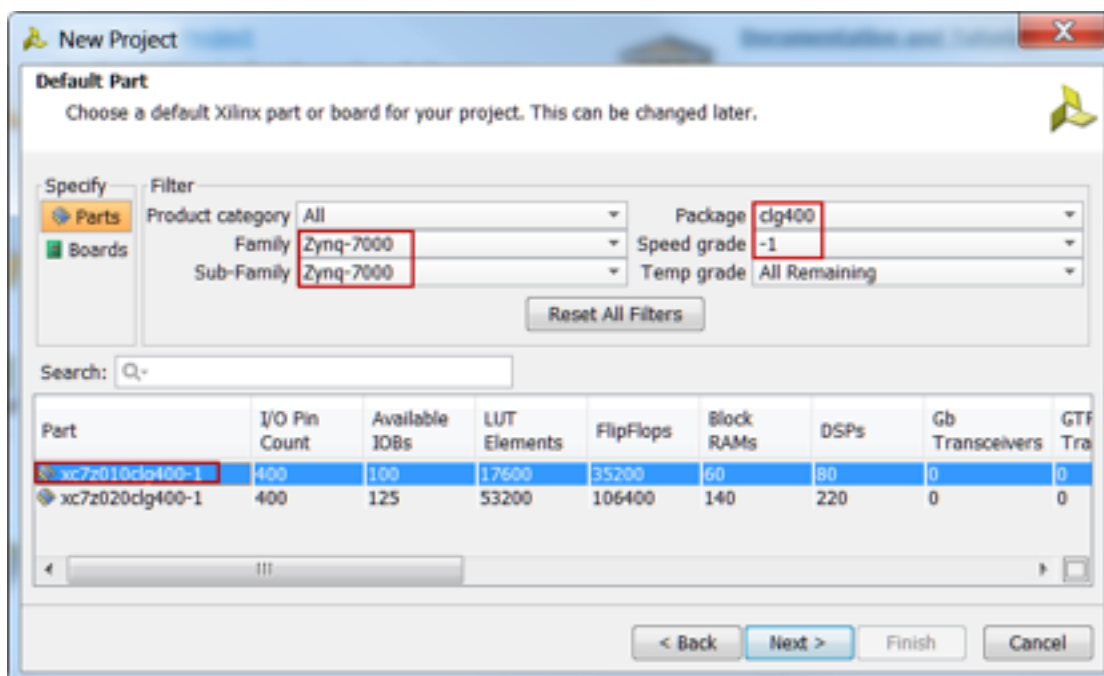 New Project
Default Part
Choose a default Xilinx part or board for your project. This can be changed later.
Specify Filter
Parts Product category All Package clg400
Boards Family Zynq-7000 Speed grade -1
Sub-Family Zynq-7000 Temp grade All Remaining
Reset All Filters
Search:
Part I/O Pin Count Available IOBs LUT Elements FlipFlops Block RAMs DSPs Gb Transceivers
xc7z010clg400-1 400 100 17600 35200 60 80 0 0
xc7z020clg400-1 400 125 53200 106400 140 220 0 0
< Back Next > Finish Cancel